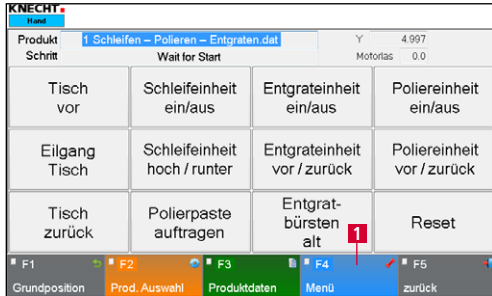 KNECHT
Hand
Produkt 1 Schleifen – Polieren – Entgraten.dat Y 4.997
Schritt Wait for Start Motorlas 0.0
Tisch vor
Schleifeinheit ein/aus
Entgrateinheit ein/aus
Poliereinheit ein/aus
Eilgang Tisch
Schleifeinheit hoch / runter
Entgrateinheit vor / zurück
Poliereinheit vor / zurück
Tisch zurück
Polierpaste auftragen
Entgrat- bürsten alt
Reset
1
F1 F2 F3 F4 F5
Grundposition Prod. Auswahl Produktdaten Menü zurück